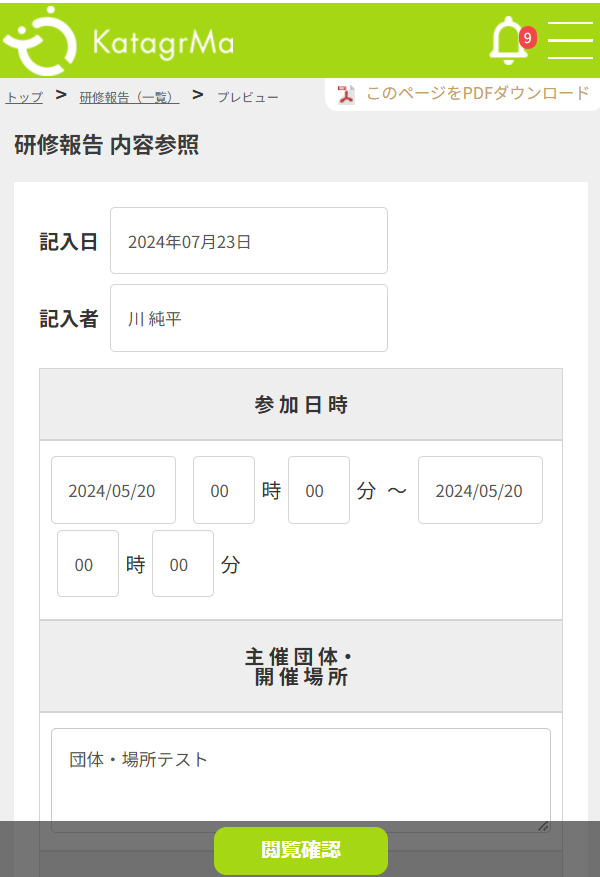 KatagrMa
9
トップ > 研修報告（一覧） > プレビュー
このページをPDFダウンロード
研修報告 内容参照
記入日 2024年07月23日
記入者 川 純平
参加日時
2024/05/20 00 時 00 分 ～ 2024/05/20
00 時 00 分
主催団体・
開催場所
団体・場所テスト
閲覧確認